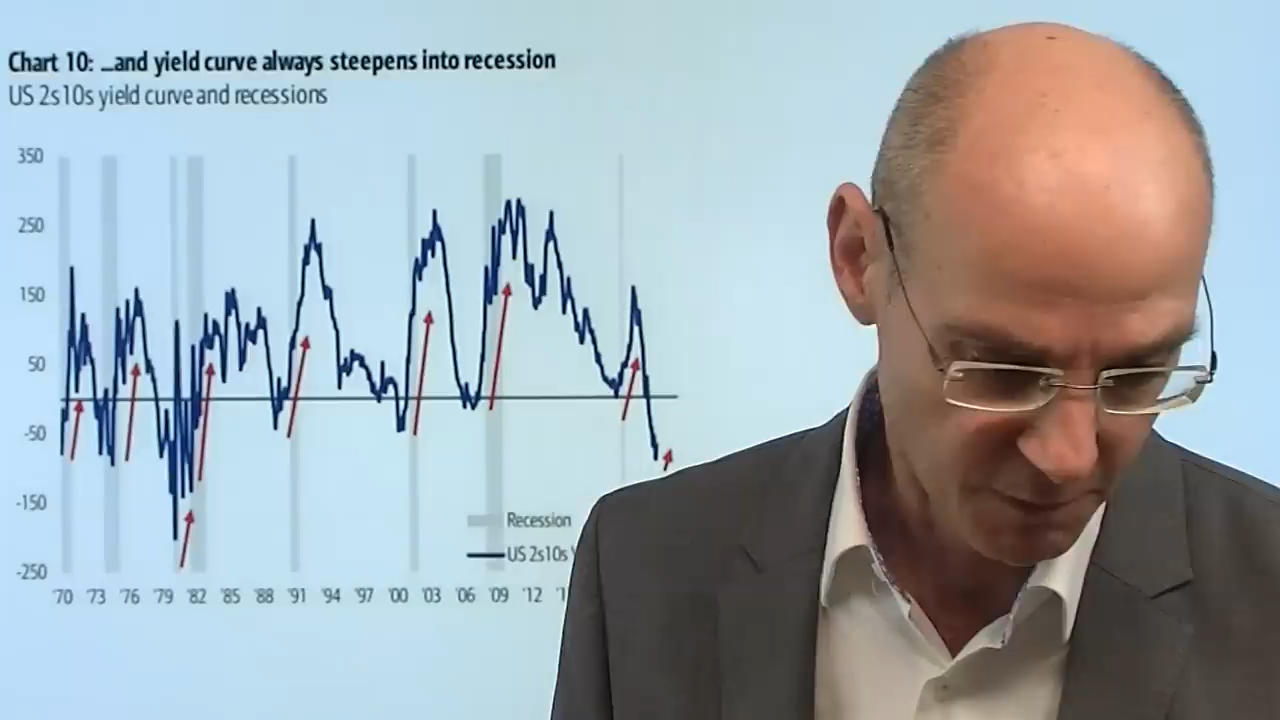 Chart 10: ...and yield curve always steepens into recession
US 2s10s yield curve and recessions
350
250
150
50
-50
-150
-250
Recession
US 2s10s
'70 '73 '76 '79 '82 '85 '88 '91 '94 '97 '00 '03 '06 '09 '12